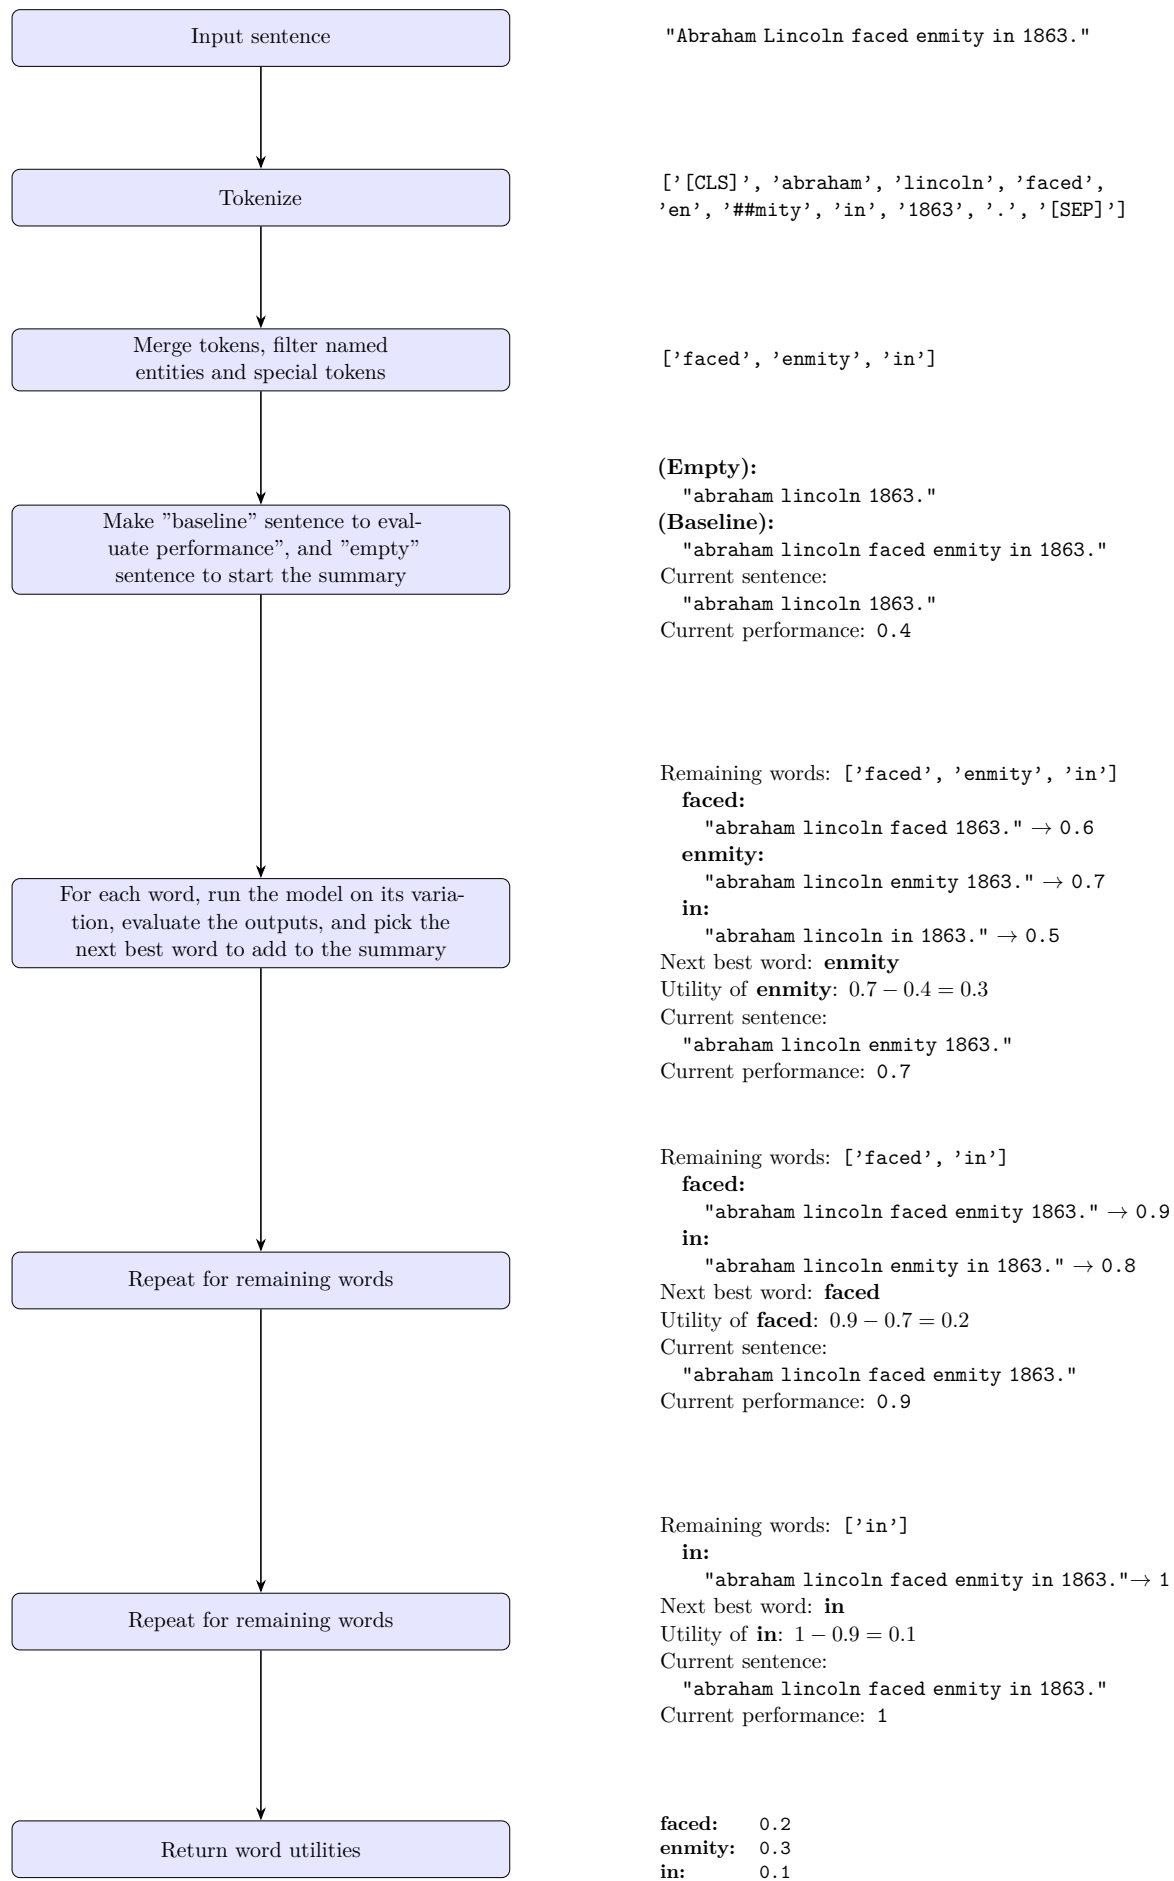 Input sentence
"Abraham Lincoln faced enmity in 1863."
Tokenize
['[CLS]', 'abraham', 'lincoln', 'faced',
'en', '##mity', 'in', '1863', '.', '[SEP]']
Merge tokens, filter named
entities and special tokens
['faced', 'enmity', 'in']
Make ”baseline” sentence to eval-
uate performance”, and ”empty”
sentence to start the summary
(Empty):
"abraham lincoln 1863."
(Baseline):
"abraham lincoln faced enmity in 1863."
Current sentence:
"abraham lincoln 1863."
Current performance: 0.4
For each word, run the model on its varia-
tion, evaluate the outputs, and pick the
next best word to add to the summary
Remaining words: ['faced', 'enmity', 'in']
faced:
"abraham lincoln faced 1863." → 0.6
enmity:
"abraham lincoln enmity 1863." → 0.7
in:
"abraham lincoln in 1863." → 0.5
Next best word: enmity
Utility of enmity: 0.7 − 0.4 = 0.3
Current sentence:
"abraham lincoln enmity 1863."
Current performance: 0.7
Repeat for remaining words
Remaining words: ['faced', 'in']
faced:
"abraham lincoln faced enmity 1863." → 0.9
in:
"abraham lincoln enmity in 1863." → 0.8
Next best word: faced
Utility of faced: 0.9 − 0.7 = 0.2
Current sentence:
"abraham lincoln faced enmity 1863."
Current performance: 0.9
Repeat for remaining words
Remaining words: ['in']
in:
"abraham lincoln faced enmity in 1863."→ 1
Next best word: in
Utility of in: 1 − 0.9 = 0.1
Current sentence:
"abraham lincoln faced enmity in 1863."
Current performance: 1
Return word utilities
faced: 0.2
enmity: 0.3
in: 0.1